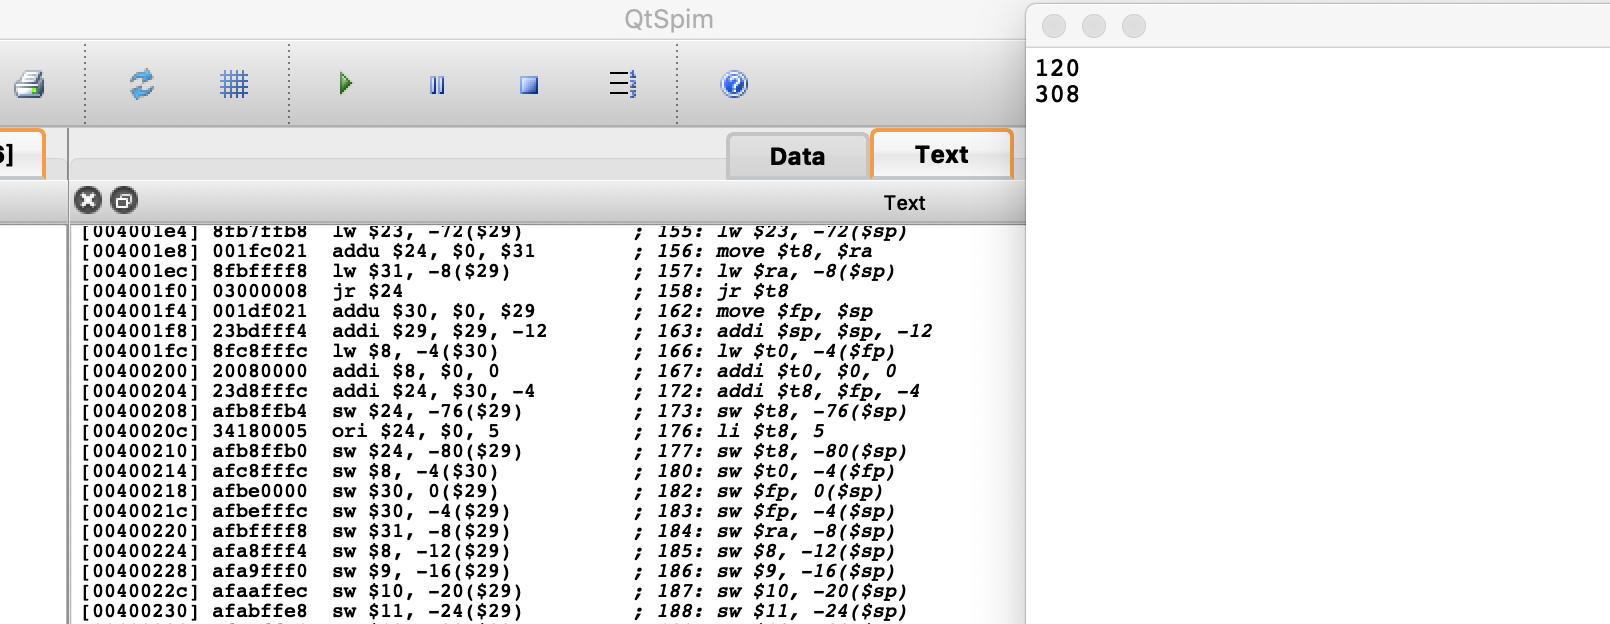 QtSpim
6]
Data
Text
Text
[004001e4] 8fb7ffb8 lw $23, -72($29) ; 155: lw $23, -72($sp)
[004001e8] 001fc021 addu $24, $0, $31 ; 156: move $t8, $ra
[004001ec] 8fbffff8 lw $31, -8($29) ; 157: lw $ra, -8($sp)
[004001f0] 03000008 jr $24 ; 158: jr $t8
[004001f4] 001df021 addu $30, $0, $29 ; 162: move $fp, $sp
[004001f8] 23bdfff4 addi $29, $29, -12 ; 163: addi $sp, $sp, -12
[004001fc] 8fc8fffc lw $8, -4($30) ; 166: lw $t0, -4($fp)
[00400200] 20080000 addi $8, $0, 0 ; 167: addi $t0, $0, 0
[00400204] 23d8fffc addi $24, $30, -4 ; 172: addi $t8, $fp, -4
[00400208] afb8ffb4 sw $24, -76($29) ; 173: sw $t8, -76($sp)
[0040020c] 34180005 ori $24, $0, 5 ; 176: li $t8, 5
[00400210] afb8ffb0 sw $24, -80($29) ; 177: sw $t8, -80($sp)
[00400214] afc8fffc sw $8, -4($30) ; 180: sw $t0, -4($fp)
[00400218] afbe0000 sw $30, 0($29) ; 182: sw $fp, 0($sp)
[0040021c] afbefffc sw $30, -4($29) ; 183: sw $fp, -4($sp)
[00400220] afbffff8 sw $31, -8($29) ; 184: sw $ra, -8($sp)
[00400224] afa8fff4 sw $8, -12($29) ; 185: sw $8, -12($sp)
[00400228] afa9fff0 sw $9, -16($29) ; 186: sw $9, -16($sp)
[0040022c] afaaffec sw $10, -20($29) ; 187: sw $10, -20($sp)
[00400230] afabffe8 sw $11, -24($29) ; 188: sw $11, -24($sp)
120
308